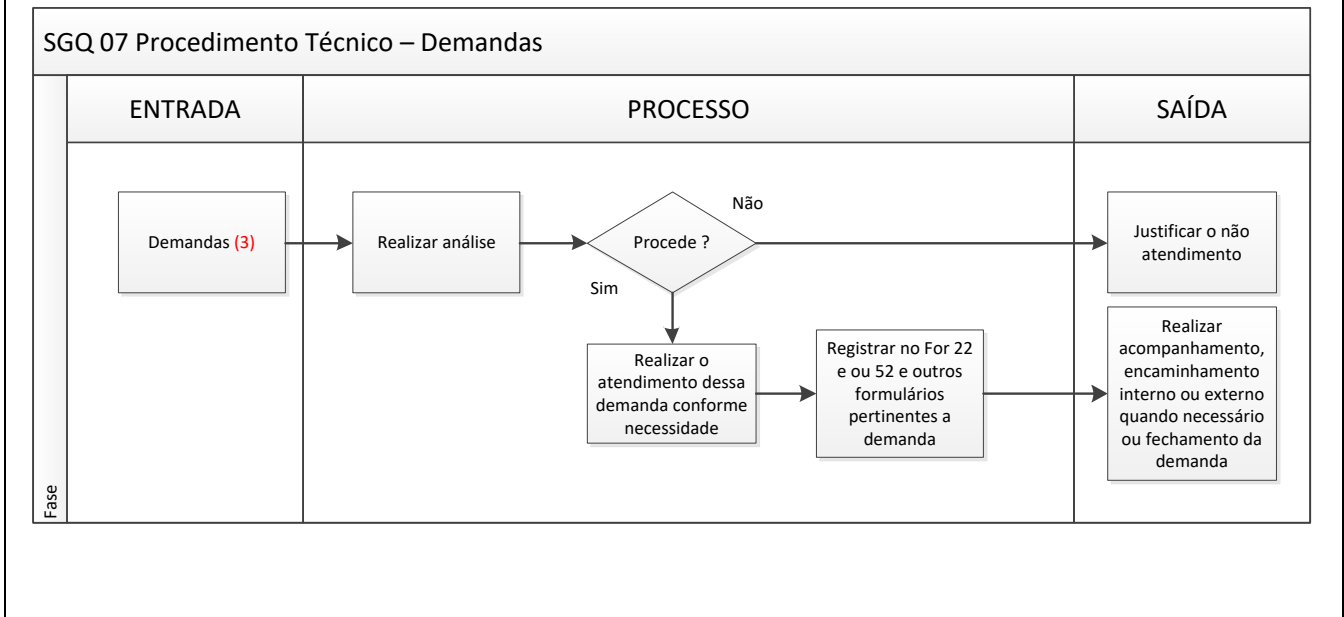 SGQ 07 Procedimento Técnico – Demandas
ENTRADA
PROCESSO
SAÍDA
Demandas (3)
Realizar análise
Procede ?
Não
Sim
Justificar o não
atendimento
Realizar o
atendimento dessa
demanda conforme
necessidade
Registrar no For 22
e ou 52 e outros
formulários
pertinentes a
demanda
Realizar
acompanhamento,
encaminhamento
interno ou externo
quando necessário
ou fechamento da
demanda
Fase